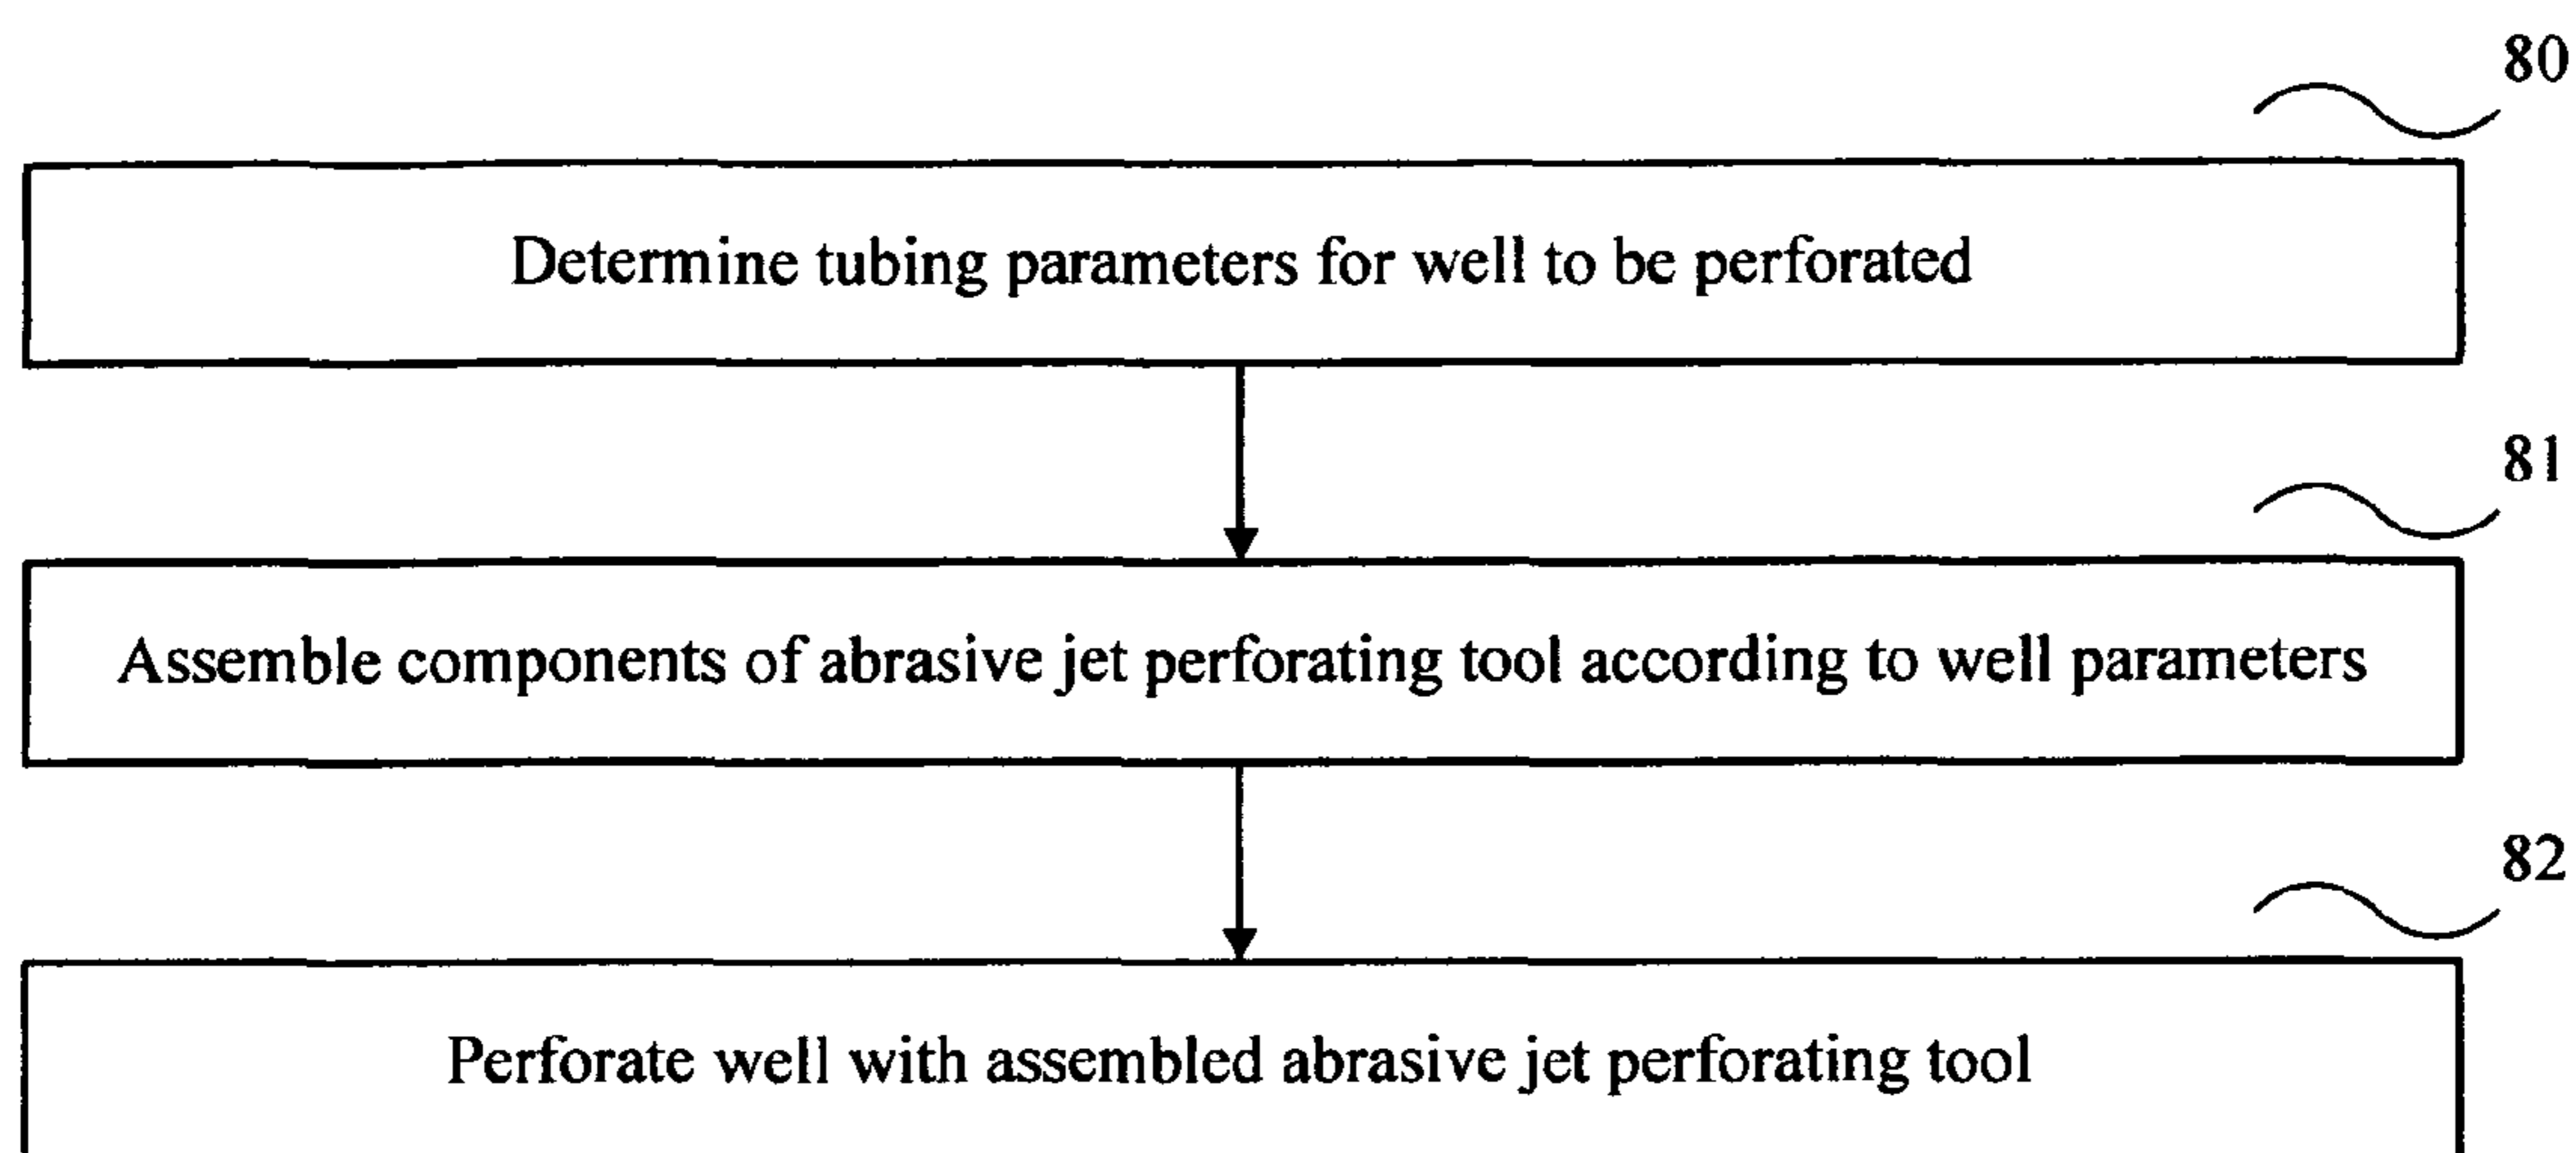 80
Determine tubing parameters for well to be perforated
81
Assemble components of abrasive jet perforating tool according to well parameters
82
Perforate well with assembled abrasive jet perforating tool